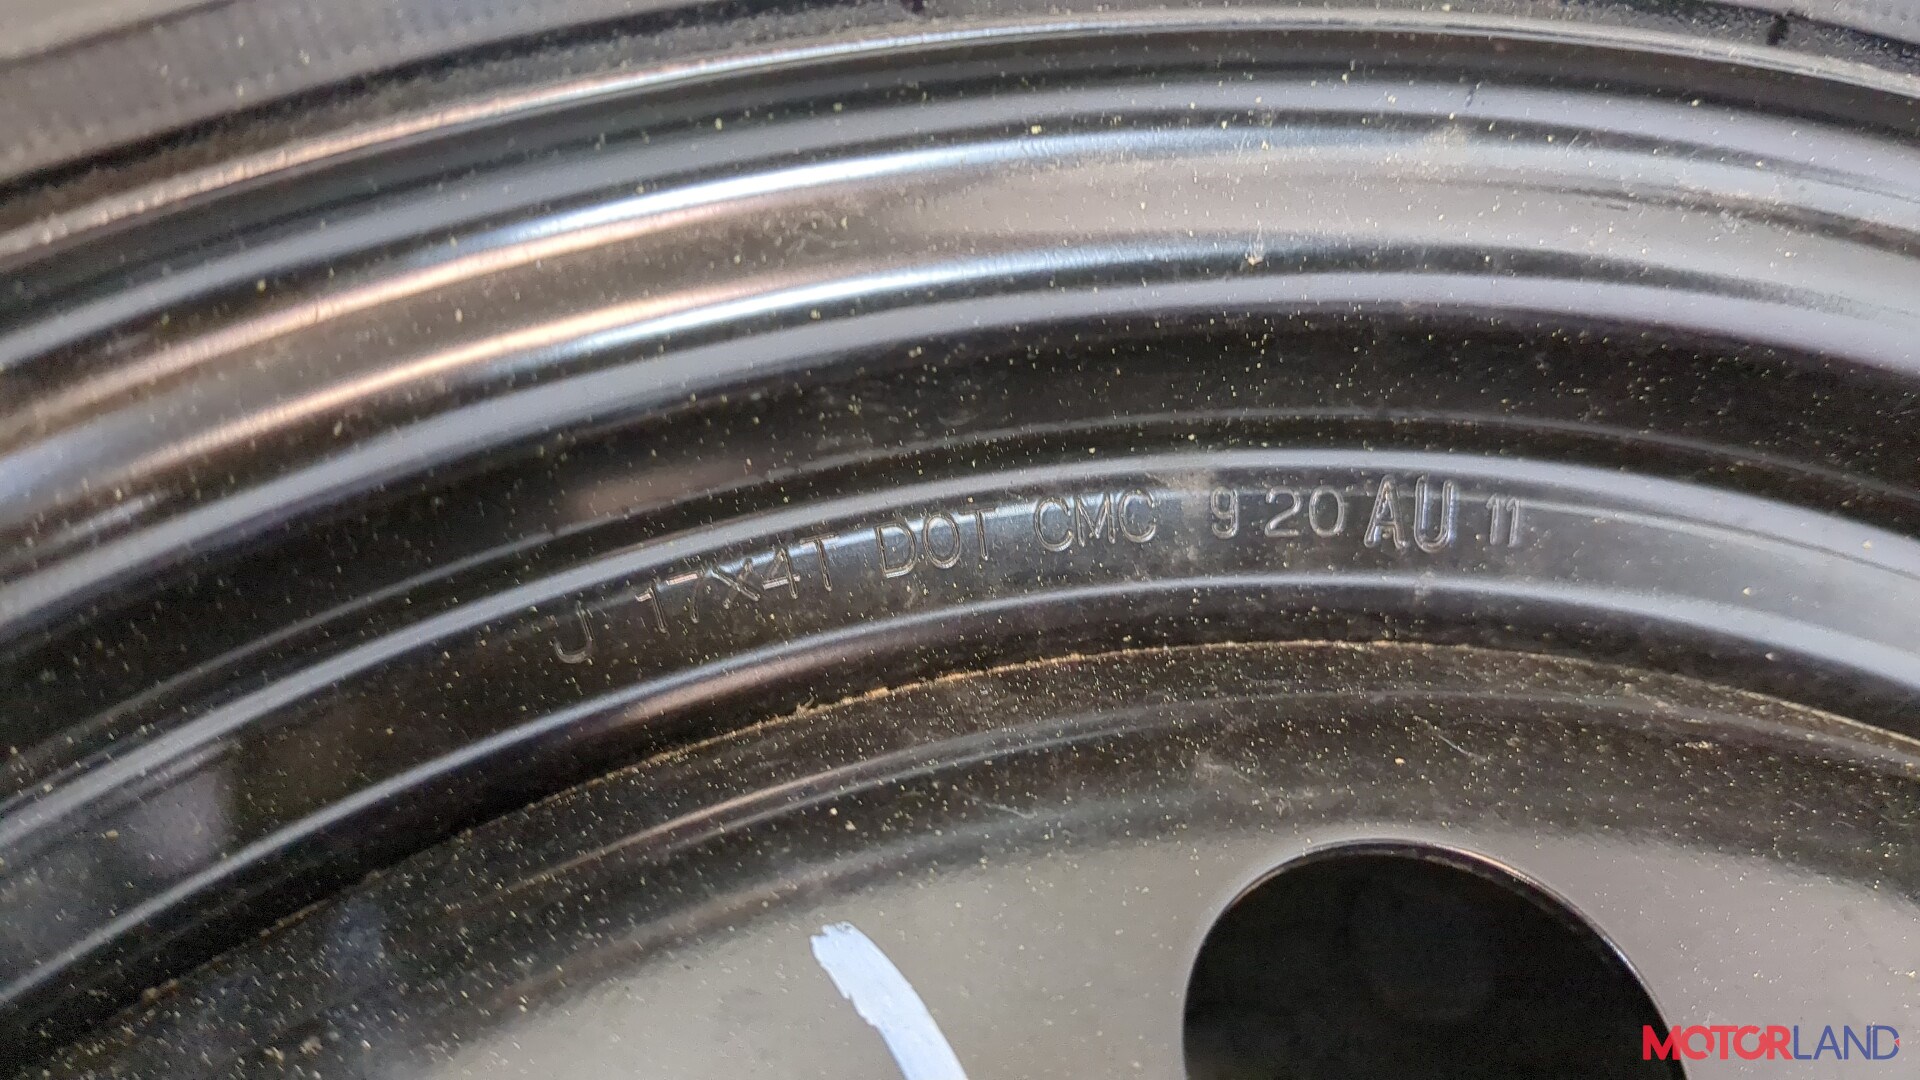 J 17X4T DOT CMC 9 20 AU 11
MOTORLAND